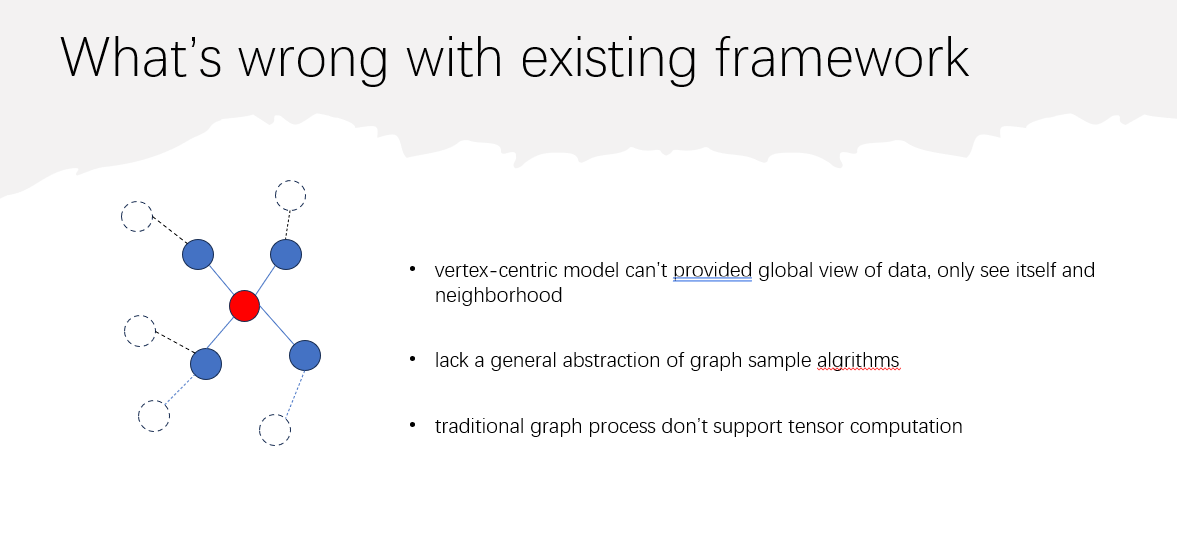 What's wrong with existing framework
• vertex-centric model can't provided global view of data, only see itself and
neighborhood
• lack a general abstraction of graph sample algrithms
• traditional graph process don't support tensor computation